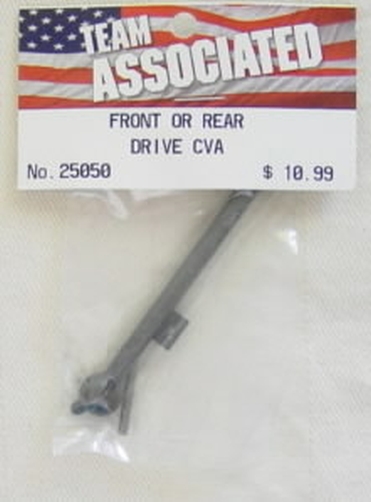 TEAM
ASSOCIATED
FRONT OR REAR
DRIVE CVA
No. 25050 $ 10.99